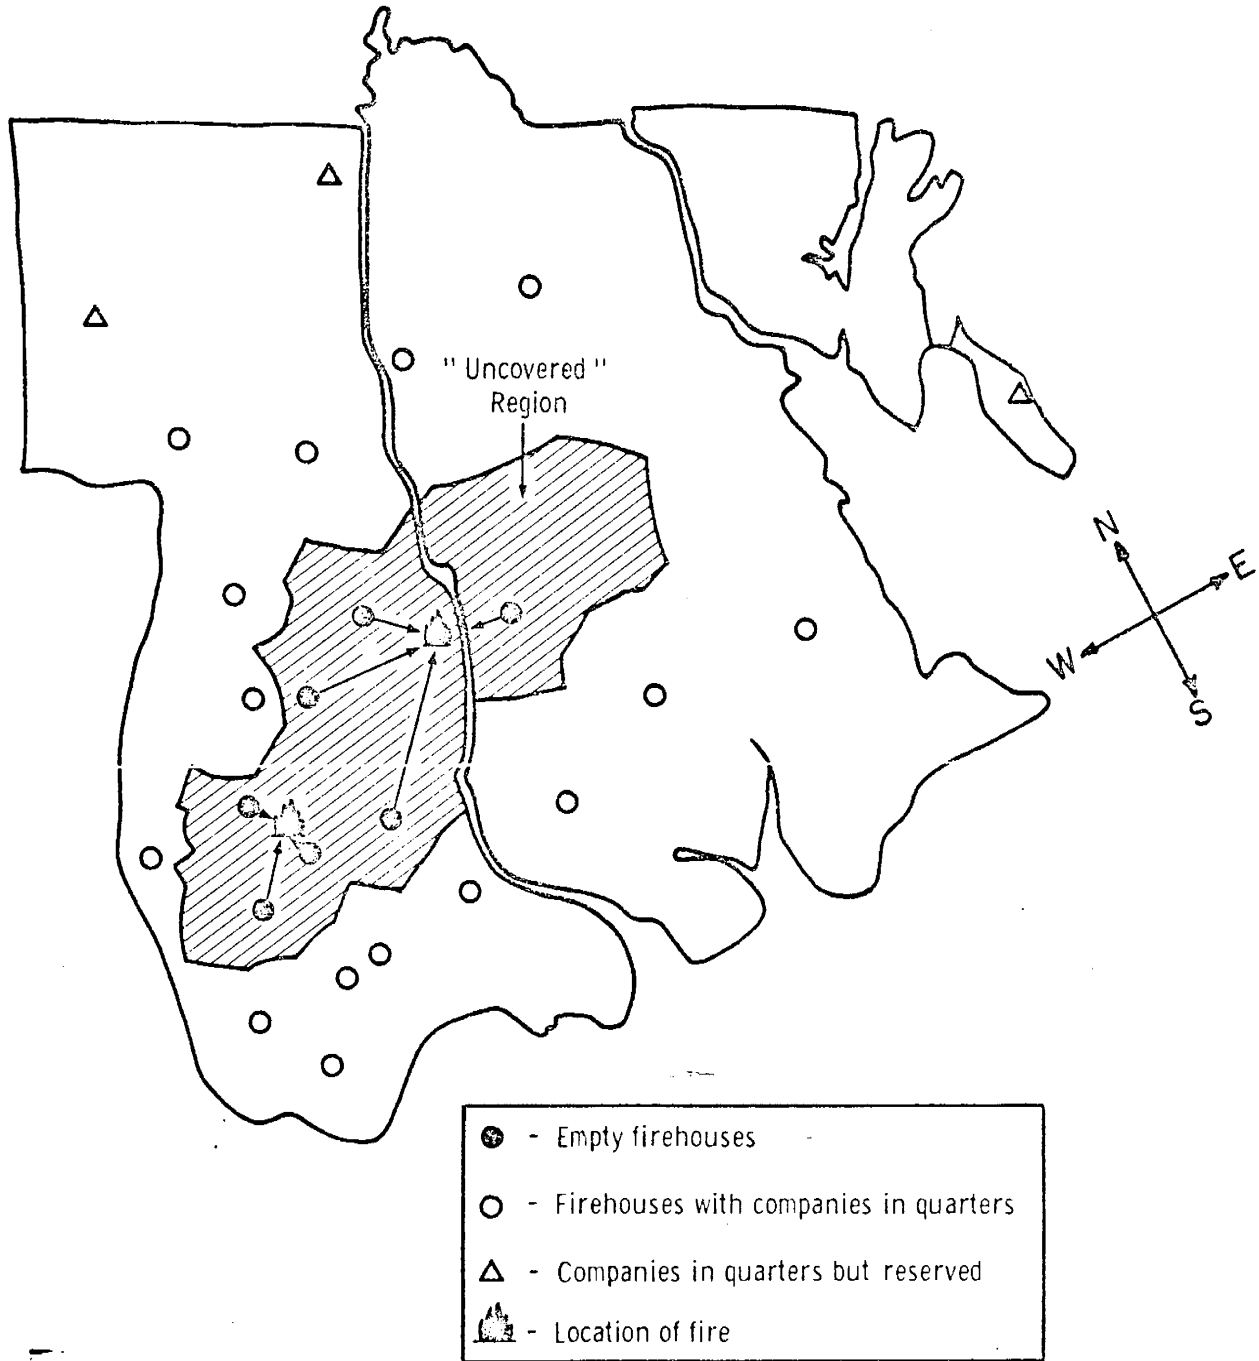 " Uncovered "
Region
N
E
W
S
- Empty firehouses -
- Firehouses with companies in quarters
- Companies in quarters but reserved
- Location of fire